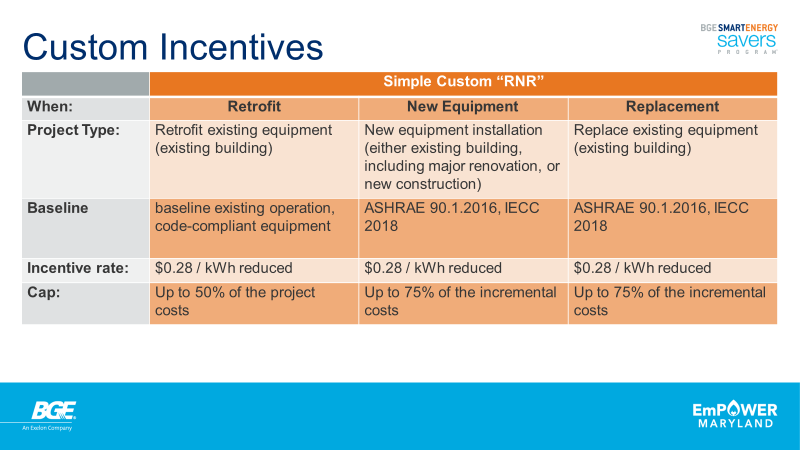 BGE SMARTENERGY
savers
PROGRAM
Custom Incentives
Simple Custom “RNR”
When:
Retrofit
New Equipment
Replacement
Project Type:
Retrofit existing equipment
(existing building)
New equipment installation
(either existing building,
including major renovation, or
new construction)
Replace existing equipment
(existing building)
Baseline
baseline existing operation,
code-compliant equipment
ASHRAE 90.1.2016, IECC
2018
ASHRAE 90.1.2016, IECC
2018
Incentive rate:
$0.28 / kWh reduced
$0.28 / kWh reduced
$0.28 / kWh reduced
Cap:
Up to 50% of the project
costs
Up to 75% of the incremental
costs
Up to 75% of the incremental
costs
BGE
An Exelon Company
EmPOWER
MARYLAND